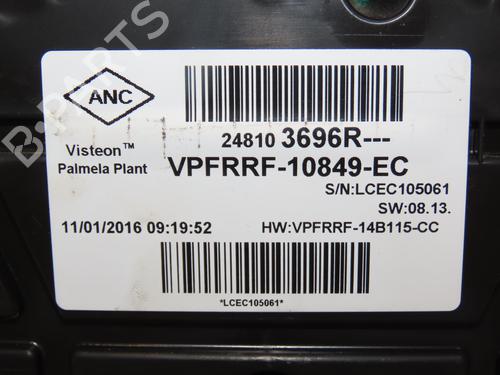 B-PARTS
ANC
Visteon™
Palmela Plant
24810 3696R---
VPFRRF-10849-EC
S/N:LCEC105061
SW:08.13.
11/01/2016 09:19:52
HW:VPFRRF-14B115-CC
*LCEC105061*